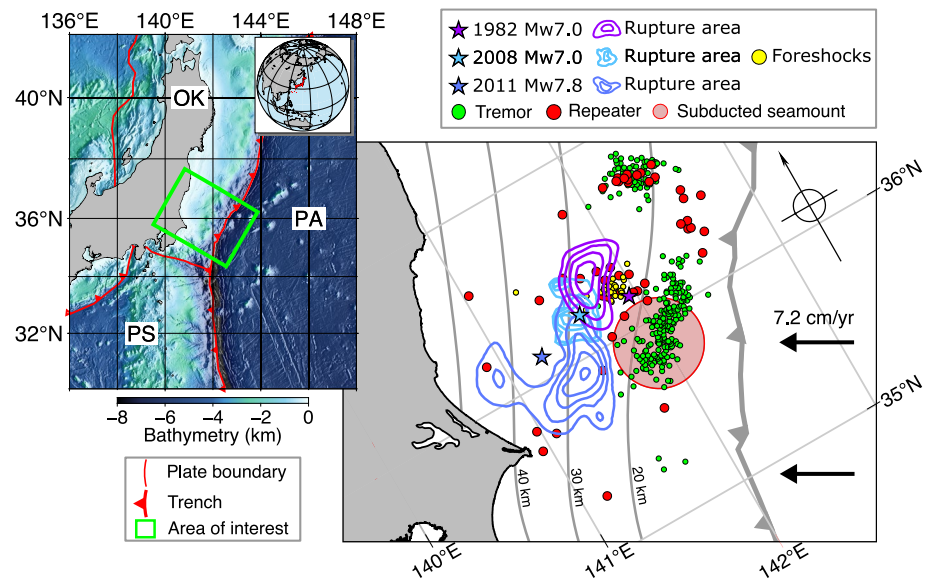 136°E 140°E 144°E 148°E
40°N
36°N
32°N
OK
PA
PS
−8 −6 −4 −2 0
Bathymetry (km)
Plate boundary
Trench
Area of interest
1982 Mw7.0 Rupture area
2008 Mw7.0 Rupture area Foreshocks
2011 Mw7.8 Rupture area
Tremor Repeater Subducted seamount
36°N
7.2 cm/yr
35°N
40 km
30 km
20 km
140°E
141°E
142°E